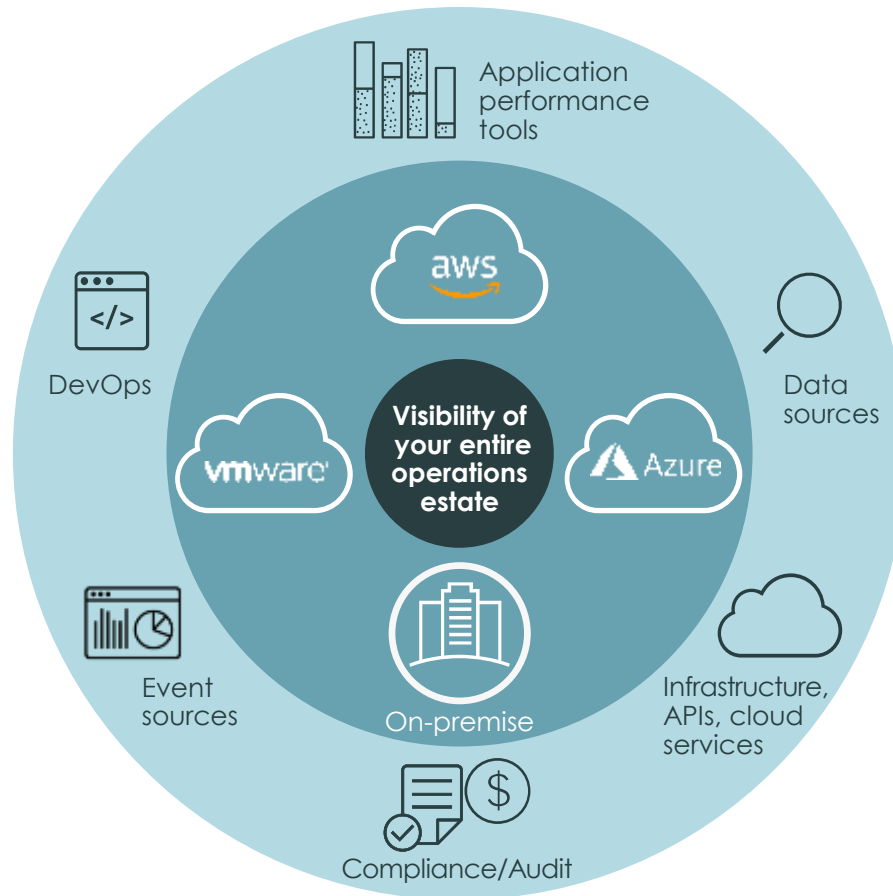 Application
performance
tools
aws
</>
DevOps
Data
sources
vmware
Visibility of
your entire
operations
estate
Azure
Event
sources
On-premise
Infrastructure,
APIs, cloud
services
$
Compliance/Audit